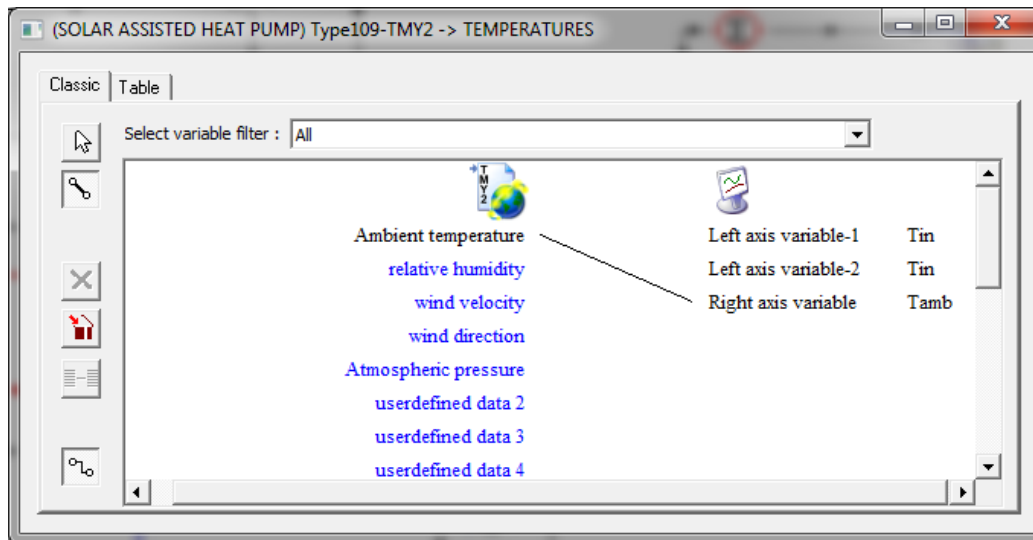 (SOLAR ASSISTED HEAT PUMP) Type109-TMY2 -> TEMPERATURES
Classic Table
Select variable filter : All
TMY2
Ambient temperature Left axis variable-1 Tin
relative humidity Left axis variable-2 Tin
wind velocity Right axis variable Tamb
wind direction
Atmospheric pressure
userdefined data 2
userdefined data 3
userdefined data 4